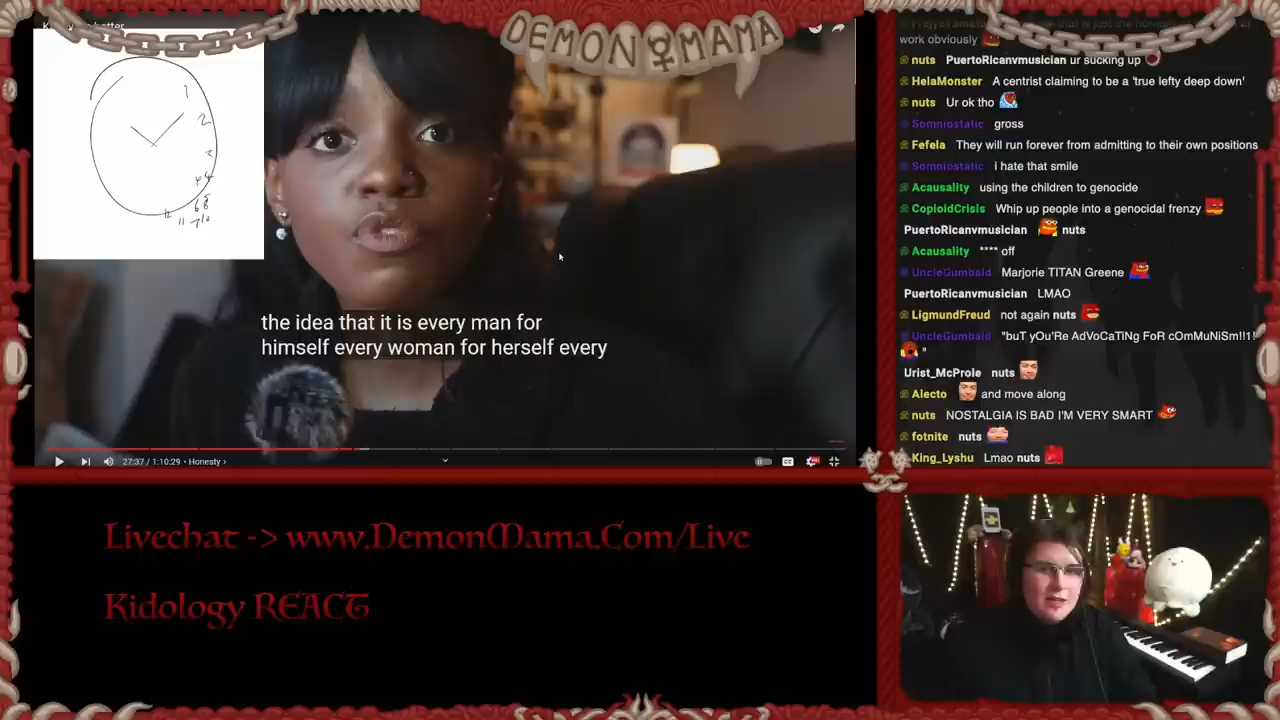 DEMON MAMA
1
2
11
the idea that it is every man for
himself every woman for herself every
27:37 / 1:10:29 • Honesty ›
work obviously
nuts PuertoRicanvmusician ur sucking up
HelaMonster A centrist claiming to be a 'true lefty deep down'
nuts Ur ok tho
Somniostatic gross
Fefela They will run forever from admitting to their own positions
Somniostatic i hate that smile
Acausality using the children to genocide
CopioidCrisis Whip up people into a genocidal frenzy
PuertoRicanvmusician nuts
Acausality **** off
UncleGumbald Marjorie TITAN Greene
PuertoRicanvmusician LMAO
LigmundFreud not again nuts
UncleGumbald "buT yOu'Re AdVoCaTiNg FoR cOmMuNiSm!!1!
"
Urist_McProle nuts
Alecto and move along
nuts NOSTALGIA IS BAD I'M VERY SMART
fotnite nuts
King_Lyshu Lmao nuts
Livechat -> www.DemonMama.Com/Live
Kidology REACT